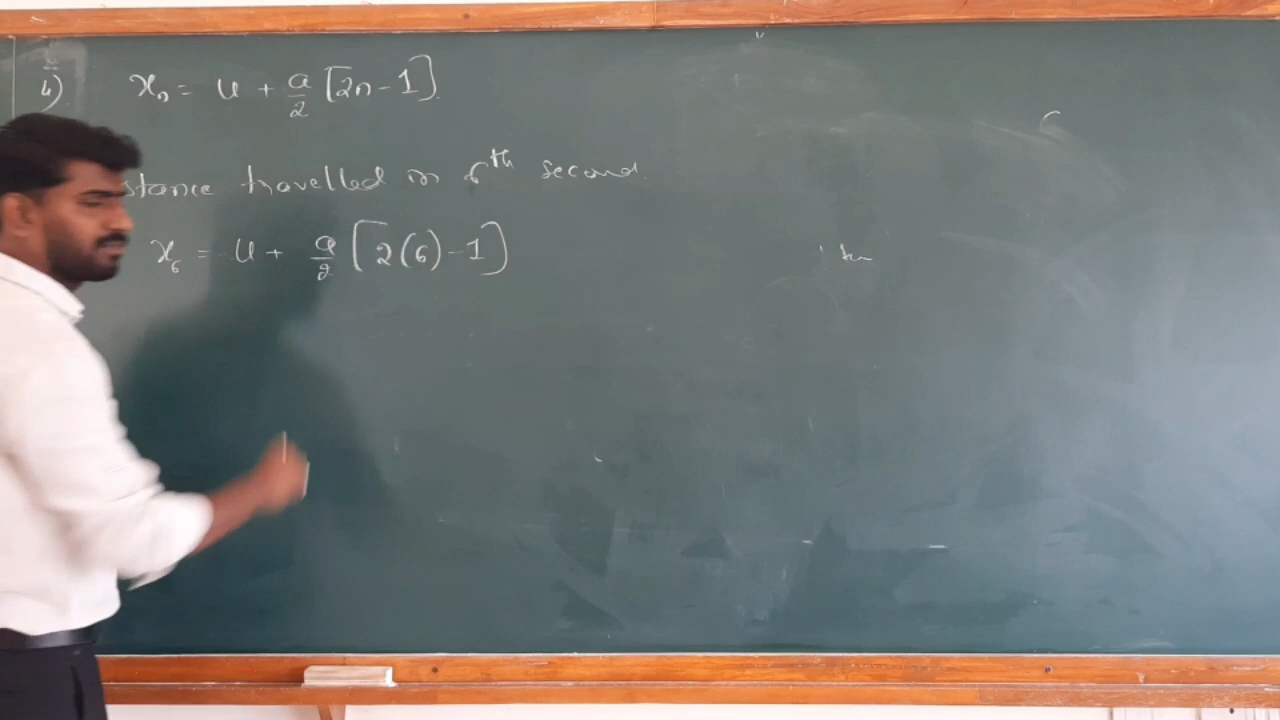 4) xₙ = u + a/2 [2n - 1]
stance travelled in 6th second.
x₆ = u + a/2 [2(6) - 1]